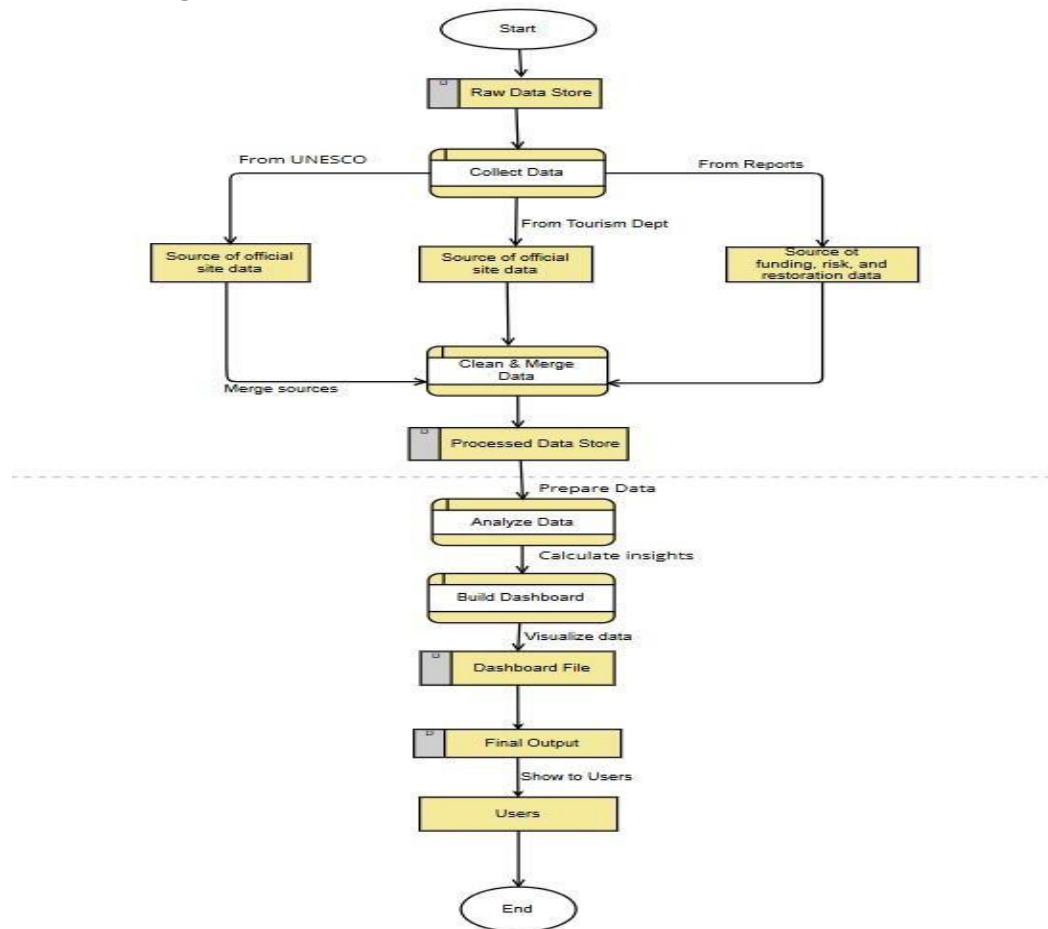 Start
D
Raw Data Store
From UNESCO
Collect Data
From Reports
From Tourism Dept
Source of official
site data
Source of official
site data
Source of
funding, risk, and
restoration data
Clean & Merge
Data
Merge sources
D
Processed Data Store
Prepare Data
Analyze Data
Calculate insights
Build Dashboard
Visualize data
D
Dashboard File
D
Final Output
Show to Users
Users
End